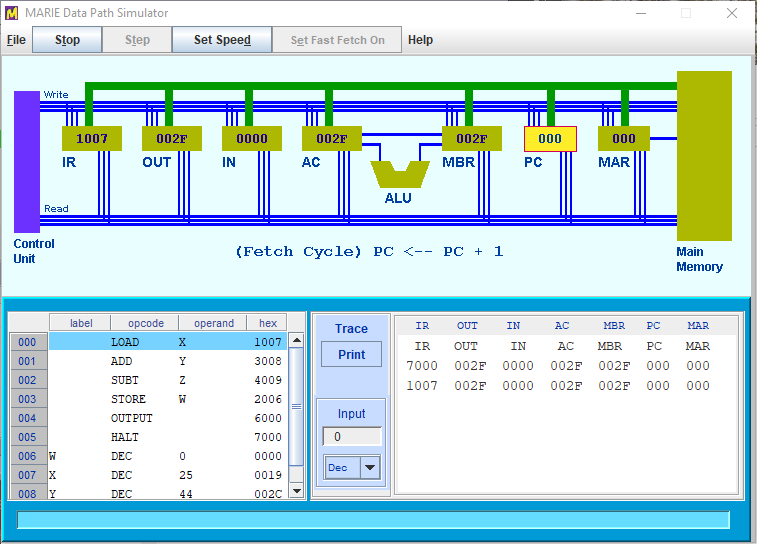 MARIE Data Path Simulator
File Stop Step Set Speed Set Fast Fetch On Help
Write
1007 002F 0000 002F 002F 000 000
IR OUT IN AC MBR PC MAR
ALU
Read
Control Unit
(Fetch Cycle) PC <-- PC + 1
Main Memory
label opcode operand hex
000 LOAD X 1007
001 ADD Y 3008
002 SUBT Z 4009
003 STORE W 2006
004 OUTPUT 6000
005 HALT 7000
006 W DEC 0 0000
007 X DEC 25 0019
008 Y DEC 44 002C
Trace
Print
Input
0
Dec
IR OUT IN AC MBR PC MAR
IR OUT IN AC MBR PC MAR
7000 002F 0000 002F 002F 000 000
1007 002F 0000 002F 002F 000 000